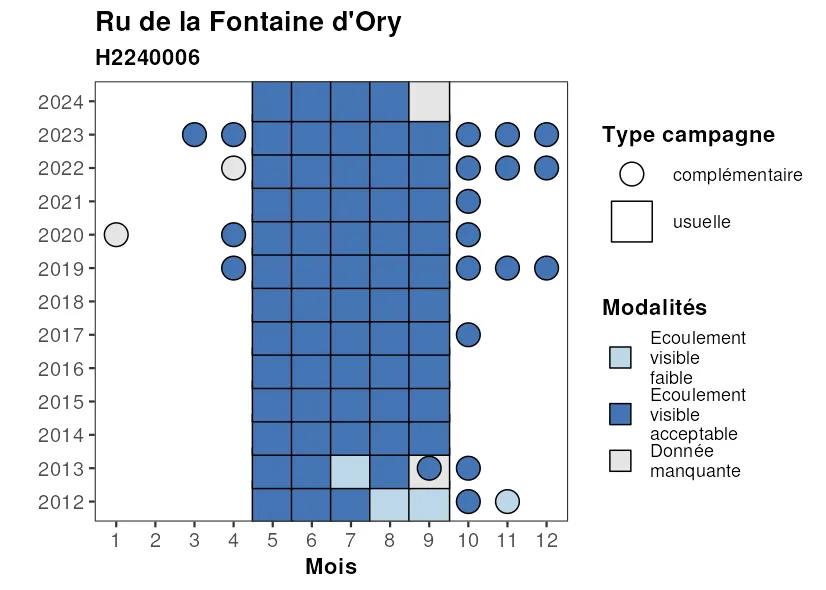 Ru de la Fontaine d'Ory
H2240006
2024
2023
2022
2021
2020
2019
2018
2017
2016
2015
2014
2013
2012
1 2 3 4 5 6 7 8 9 10 11 12
Mois
Type campagne
complémentaire
usuelle
Modalités
Ecoulement
visible
faible
Ecoulement
visible
acceptable
Donnée
manquante